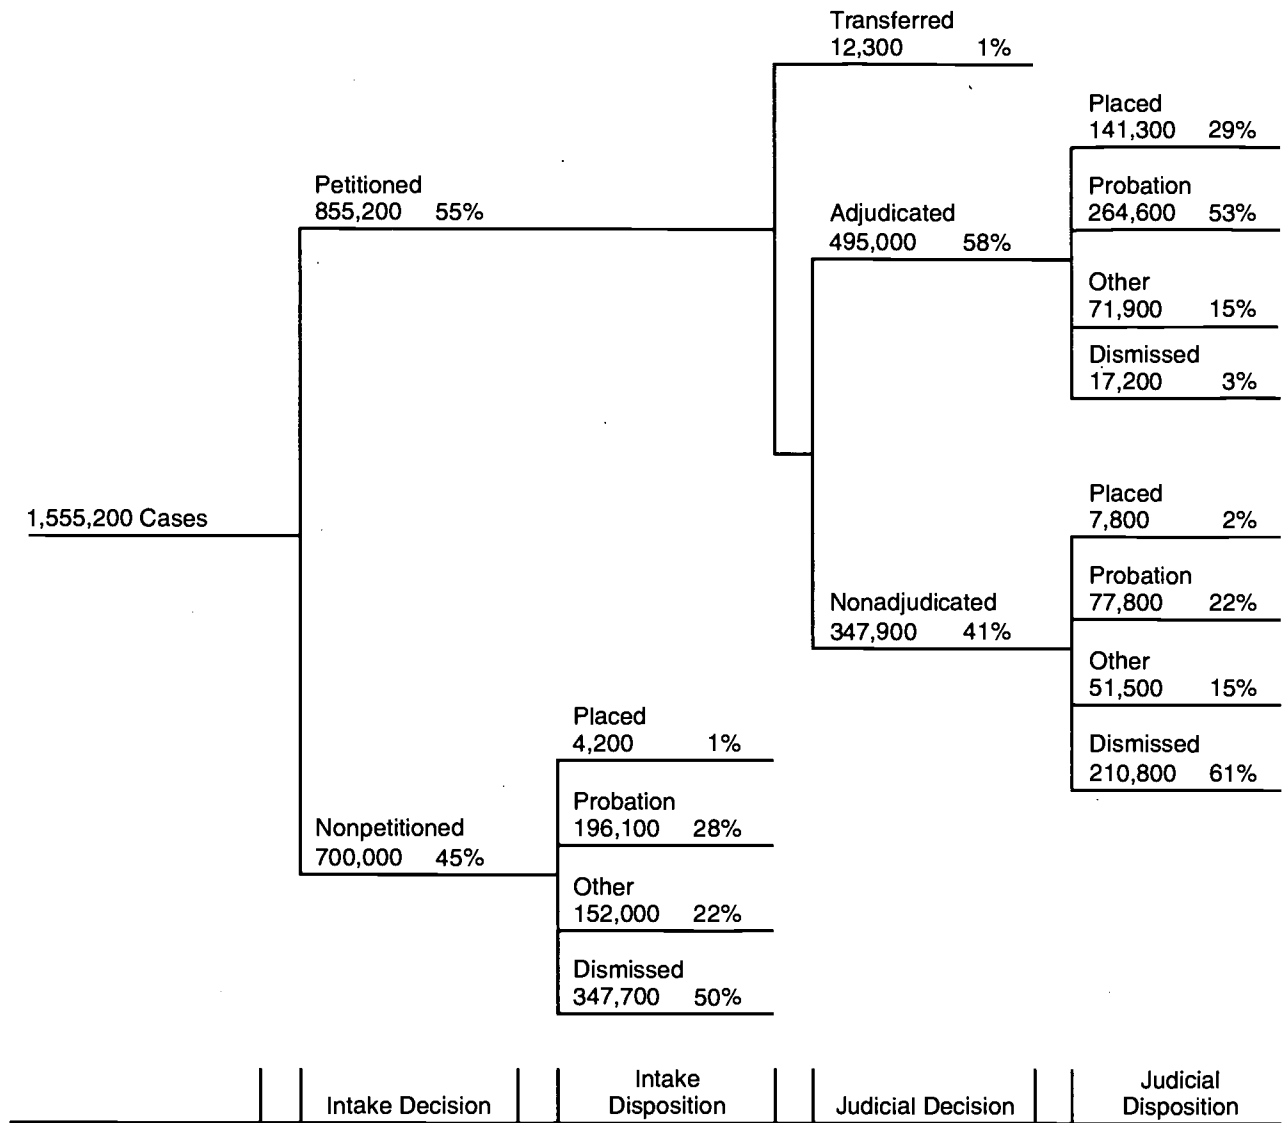 Transferred
12,300 1%
Placed
141,300 29%
Petitioned
855,200 55%
Probation
264,600 53%
Adjudicated
495,000 58%
Other
71,900 15%
Dismissed
17,200 3%
1,555,200 Cases
Placed
7,800 2%
Probation
77,800 22%
Nonadjudicated
347,900 41%
Other
51,500 15%
Dismissed
210,800 61%
Placed
4,200 1%
Probation
196,100 28%
Nonpetitioned
700,000 45%
Other
152,000 22%
Dismissed
347,700 50%
Intake Decision
Intake
Disposition
Judicial Decision
Judicial
Disposition